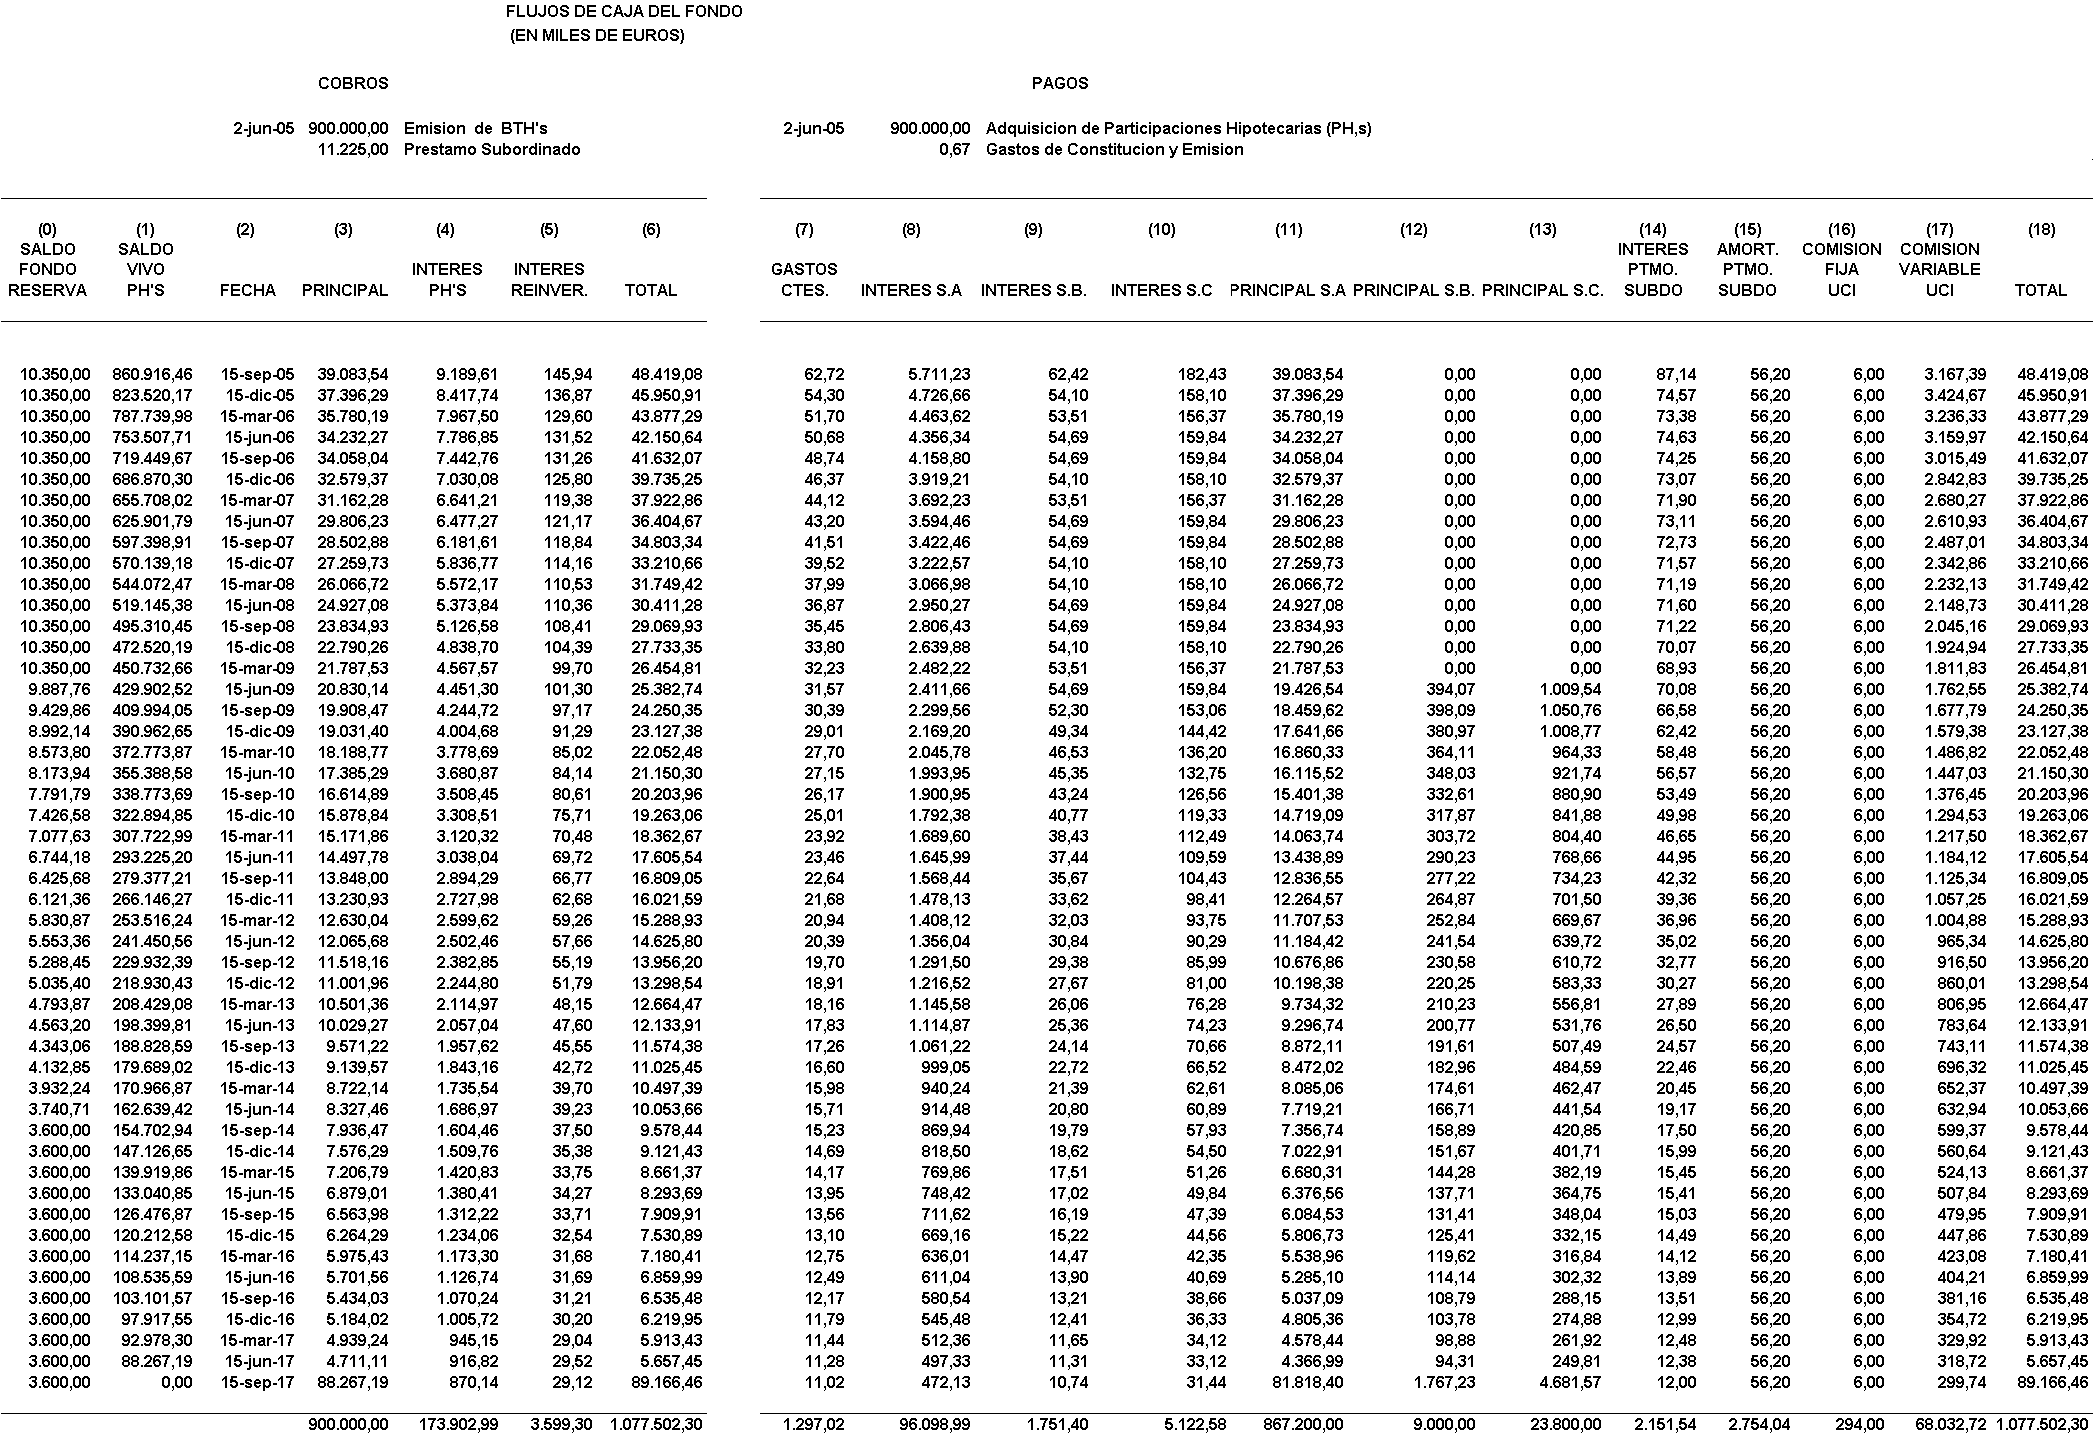 FLUJOS DE CAJA DEL FONDO
(EN MILES DE EUROS)
COBROS PAGOS
2-jun-05 900.000,00 Emision de BTH's 2-jun-05 900.000,00 Adquisicion de Participaciones Hipotecarias (PH,s)
11.225,00 Prestamo Subordinado 0,67 Gastos de Constitucion y Emision
(0) (1) (2) (3) (4) (5) (6) (7) (8) (9) (10) (11) (12) (13) (14) (15) (16) (17) (18)
SALDO SALDO INTERES AMORT. COMISION COMISION
FONDO VIVO INTERES INTERES GASTOS PTMO. PTMO. FIJA VARIABLE
RESERVA PH'S FECHA PRINCIPAL PH'S REINVER. TOTAL CTES. INTERES S.A INTERES S.B. INTERES S.C PRINCIPAL S.A PRINCIPAL S.B. PRINCIPAL S.C. SUBDO SUBDO UCI UCI TOTAL
10.350,00 860.916,46 15-sep-05 39.083,54 9.189,61 145,94 48.419,08 62,72 5.711,23 62,42 182,43 39.083,54 0,00 0,00 87,14 56,20 6,00 3.167,39 48.419,08
10.350,00 823.520,17 15-dic-05 37.396,29 8.417,74 136,87 45.950,91 54,30 4.726,66 54,10 158,10 37.396,29 0,00 0,00 74,57 56,20 6,00 3.424,67 45.950,91
10.350,00 787.739,98 15-mar-06 35.780,19 7.967,50 129,60 43.877,29 51,70 4.463,62 53,51 156,37 35.780,19 0,00 0,00 73,38 56,20 6,00 3.236,33 43.877,29
10.350,00 753.507,71 15-jun-06 34.232,27 7.786,85 131,52 42.150,64 50,68 4.356,34 54,69 159,84 34.232,27 0,00 0,00 74,63 56,20 6,00 3.159,97 42.150,64
10.350,00 719.449,67 15-sep-06 34.058,04 7.442,76 131,26 41.632,07 48,74 4.158,80 54,69 159,84 34.058,04 0,00 0,00 74,25 56,20 6,00 3.015,49 41.632,07
10.350,00 686.870,30 15-dic-06 32.579,37 7.030,08 125,80 39.735,25 46,37 3.919,21 54,10 158,10 32.579,37 0,00 0,00 73,07 56,20 6,00 2.842,83 39.735,25
10.350,00 655.708,02 15-mar-07 31.162,28 6.641,21 119,38 37.922,86 44,12 3.692,23 53,51 156,37 31.162,28 0,00 0,00 71,90 56,20 6,00 2.680,27 37.922,86
10.350,00 625.901,79 15-jun-07 29.806,23 6.477,27 121,17 36.404,67 43,20 3.594,46 54,69 159,84 29.806,23 0,00 0,00 73,11 56,20 6,00 2.610,93 36.404,67
10.350,00 597.398,91 15-sep-07 28.502,88 6.181,61 118,84 34.803,34 41,51 3.422,46 54,69 159,84 28.502,88 0,00 0,00 72,73 56,20 6,00 2.487,01 34.803,34
10.350,00 570.139,18 15-dic-07 27.259,73 5.836,77 114,16 33.210,66 39,52 3.222,57 54,10 158,10 27.259,73 0,00 0,00 71,57 56,20 6,00 2.342,86 33.210,66
10.350,00 544.072,47 15-mar-08 26.066,72 5.572,17 110,53 31.749,42 37,99 3.066,98 54,10 158,10 26.066,72 0,00 0,00 71,19 56,20 6,00 2.232,13 31.749,42
10.350,00 519.145,38 15-jun-08 24.927,08 5.373,84 110,36 30.411,28 36,87 2.950,27 54,69 159,84 24.927,08 0,00 0,00 71,60 56,20 6,00 2.148,73 30.411,28
10.350,00 495.310,45 15-sep-08 23.834,93 5.126,58 108,41 29.069,93 35,45 2.806,43 54,69 159,84 23.834,93 0,00 0,00 71,22 56,20 6,00 2.045,16 29.069,93
10.350,00 472.520,19 15-dic-08 22.790,26 4.838,70 104,39 27.733,35 33,80 2.639,88 54,10 158,10 22.790,26 0,00 0,00 70,07 56,20 6,00 1.924,94 27.733,35
10.350,00 450.732,66 15-mar-09 21.787,53 4.567,57 99,70 26.454,81 32,23 2.482,22 53,51 156,37 21.787,53 0,00 0,00 68,93 56,20 6,00 1.811,83 26.454,81
9.887,76 429.902,52 15-jun-09 20.830,14 4.451,30 101,30 25.382,74 31,57 2.411,66 54,69 159,84 19.426,54 394,07 1.009,54 70,08 56,20 6,00 1.762,55 25.382,74
9.429,86 409.994,05 15-sep-09 19.908,47 4.244,72 97,17 24.250,35 30,39 2.299,56 52,30 153,06 18.459,62 398,09 1.050,76 66,58 56,20 6,00 1.677,79 24.250,35
8.992,14 390.962,65 15-dic-09 19.031,40 4.004,68 91,29 23.127,38 29,01 2.169,20 49,34 144,42 17.641,66 380,97 1.008,77 62,42 56,20 6,00 1.579,38 23.127,38
8.573,80 372.773,87 15-mar-10 18.188,77 3.778,69 85,02 22.052,48 27,70 2.045,78 46,53 136,20 16.860,33 364,11 964,33 58,48 56,20 6,00 1.486,82 22.052,48
8.173,94 355.388,58 15-jun-10 17.385,29 3.680,87 84,14 21.150,30 27,15 1.993,95 45,35 132,75 16.115,52 348,03 921,74 56,57 56,20 6,00 1.447,03 21.150,30
7.791,79 338.773,69 15-sep-10 16.614,89 3.508,45 80,61 20.203,96 26,17 1.900,95 43,24 126,56 15.401,38 332,61 880,90 53,49 56,20 6,00 1.376,45 20.203,96
7.426,58 322.894,85 15-dic-10 15.878,84 3.308,51 75,71 19.263,06 25,01 1.792,38 40,77 119,33 14.719,09 317,87 841,88 49,98 56,20 6,00 1.294,53 19.263,06
7.077,63 307.722,99 15-mar-11 15.171,86 3.120,32 70,48 18.362,67 23,92 1.689,60 38,43 112,49 14.063,74 303,72 804,40 46,65 56,20 6,00 1.217,50 18.362,67
6.744,18 293.225,20 15-jun-11 14.497,78 3.038,04 69,72 17.605,54 23,46 1.645,99 37,44 109,59 13.438,89 290,23 768,66 44,95 56,20 6,00 1.184,12 17.605,54
6.425,68 279.377,21 15-sep-11 13.848,00 2.894,29 66,77 16.809,05 22,64 1.568,44 35,67 104,43 12.836,55 277,22 734,23 42,32 56,20 6,00 1.125,34 16.809,05
6.121,36 266.146,27 15-dic-11 13.230,93 2.727,98 62,68 16.021,59 21,68 1.478,13 33,62 98,41 12.264,57 264,87 701,50 39,36 56,20 6,00 1.057,25 16.021,59
5.830,87 253.516,24 15-mar-12 12.630,04 2.599,62 59,26 15.288,93 20,94 1.408,12 32,03 93,75 11.707,53 252,84 669,67 36,96 56,20 6,00 1.004,88 15.288,93
5.553,36 241.450,56 15-jun-12 12.065,68 2.502,46 57,66 14.625,80 20,39 1.356,04 30,84 90,29 11.184,42 241,54 639,72 35,02 56,20 6,00 965,34 14.625,80
5.288,45 229.932,39 15-sep-12 11.518,16 2.382,85 55,19 13.956,20 19,70 1.291,50 29,38 85,99 10.676,86 230,58 610,72 32,77 56,20 6,00 916,50 13.956,20
5.035,40 218.930,43 15-dic-12 11.001,96 2.244,80 51,79 13.298,54 18,91 1.216,52 27,67 81,00 10.198,38 220,25 583,33 30,27 56,20 6,00 860,01 13.298,54
4.793,87 208.429,08 15-mar-13 10.501,36 2.114,97 48,15 12.664,47 18,16 1.145,58 26,06 76,28 9.734,32 210,23 556,81 27,89 56,20 6,00 806,95 12.664,47
4.563,20 198.399,81 15-jun-13 10.029,27 2.057,04 47,60 12.133,91 17,83 1.114,87 25,36 74,23 9.296,74 200,77 531,76 26,50 56,20 6,00 783,64 12.133,91
4.343,06 188.828,59 15-sep-13 9.571,22 1.957,62 45,55 11.574,38 17,26 1.061,22 24,14 70,66 8.872,11 191,61 507,49 24,57 56,20 6,00 743,11 11.574,38
4.132,85 179.689,02 15-dic-13 9.139,57 1.843,16 42,72 11.025,45 16,60 999,05 22,72 66,52 8.472,02 182,96 484,59 22,46 56,20 6,00 696,32 11.025,45
3.932,24 170.966,87 15-mar-14 8.722,14 1.735,54 39,70 10.497,39 15,98 940,24 21,39 62,61 8.085,06 174,61 462,47 20,45 56,20 6,00 652,37 10.497,39
3.740,71 162.639,42 15-jun-14 8.327,46 1.686,97 39,23 10.053,66 15,71 914,48 20,80 60,89 7.719,21 166,71 441,54 19,17 56,20 6,00 632,94 10.053,66
3.600,00 154.702,94 15-sep-14 7.936,47 1.604,46 37,50 9.578,44 15,23 869,94 19,79 57,93 7.356,74 158,89 420,85 17,50 56,20 6,00 599,37 9.578,44
3.600,00 147.126,65 15-dic-14 7.576,29 1.509,76 35,38 9.121,43 14,69 818,50 18,62 54,50 7.022,91 151,67 401,71 15,99 56,20 6,00 560,64 9.121,43
3.600,00 139.919,86 15-mar-15 7.206,79 1.420,83 33,75 8.661,37 14,17 769,86 17,51 51,26 6.680,31 144,28 382,19 15,45 56,20 6,00 524,13 8.661,37
3.600,00 133.040,85 15-jun-15 6.879,01 1.380,41 34,27 8.293,69 13,95 748,42 17,02 49,84 6.376,56 137,71 364,75 15,41 56,20 6,00 507,84 8.293,69
3.600,00 126.476,87 15-sep-15 6.563,98 1.312,22 33,71 7.909,91 13,56 711,62 16,19 47,39 6.084,53 131,41 348,04 15,03 56,20 6,00 479,95 7.909,91
3.600,00 120.212,58 15-dic-15 6.264,29 1.234,06 32,54 7.530,89 13,10 669,16 15,22 44,56 5.806,73 125,41 332,15 14,49 56,20 6,00 447,86 7.530,89
3.600,00 114.237,15 15-mar-16 5.975,43 1.173,30 31,68 7.180,41 12,75 636,01 14,47 42,35 5.538,96 119,62 316,84 14,12 56,20 6,00 423,08 7.180,41
3.600,00 108.535,59 15-jun-16 5.701,56 1.126,74 31,69 6.859,99 12,49 611,04 13,90 40,69 5.285,10 114,14 302,32 13,89 56,20 6,00 404,21 6.859,99
3.600,00 103.101,57 15-sep-16 5.434,03 1.070,24 31,21 6.535,48 12,17 580,54 13,21 38,66 5.037,09 108,79 288,15 13,51 56,20 6,00 381,16 6.535,48
3.600,00 97.917,55 15-dic-16 5.184,02 1.005,72 30,20 6.219,95 11,79 545,48 12,41 36,33 4.805,36 103,78 274,88 12,99 56,20 6,00 354,72 6.219,95
3.600,00 92.978,30 15-mar-17 4.939,24 945,15 29,04 5.913,43 11,44 512,36 11,65 34,12 4.578,44 98,88 261,92 12,48 56,20 6,00 329,92 5.913,43
3.600,00 88.267,19 15-jun-17 4.711,11 916,82 29,52 5.657,45 11,28 497,33 11,31 33,12 4.366,99 94,31 249,81 12,38 56,20 6,00 318,72 5.657,45
3.600,00 0,00 15-sep-17 88.267,19 870,14 29,12 89.166,46 11,02 472,13 10,74 31,44 81.818,40 1.767,23 4.681,57 12,00 56,20 6,00 299,74 89.166,46
900.000,00 173.902,99 3.599,30 1.077.502,30 1.297,02 96.098,99 1.751,40 5.122,58 867.200,00 9.000,00 23.800,00 2.151,54 2.754,04 294,00 68.032,72 1.077.502,30